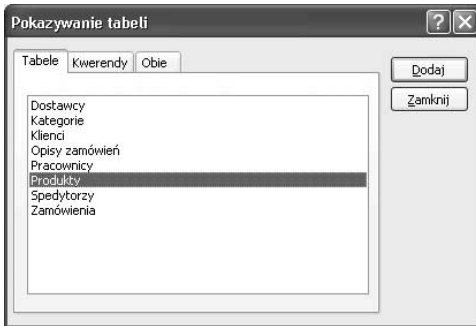 Pokazywanie tabeli
Tabele Kwerendy Obie
Dodaj
Zamknij
Dostawcy
Kategorie
Klienci
Opisy zamówień
Pracownicy
Produkty
Spedytorzy
Zamówienia